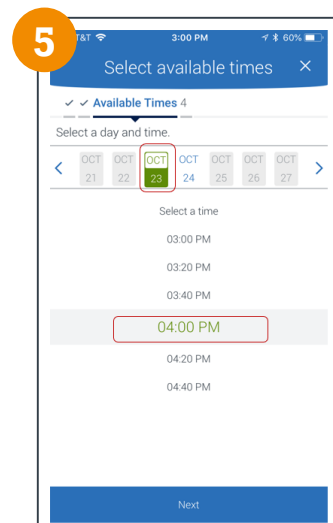 5
T&T 3:00 PM 60%
Select available times ×
Available Times 4
Select a day and time.
< OCT OCT OCT OCT OCT OCT OCT >
21 22 23 24 25 26 27
Select a time
03:00 PM
03:20 PM
03:40 PM
04:00 PM
04:20 PM
04:40 PM
Next